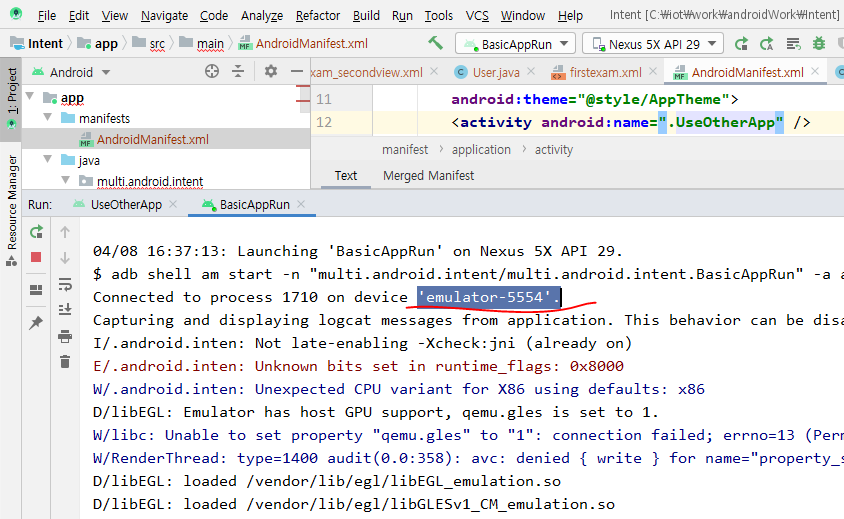 File Edit View Navigate Code Analyze Refactor Build Run Tools VCS Window Help Intent [C:₩iot₩work₩androidWork₩Intent]
Intent app src main AndroidManifest.xml BasicAppRun Nexus 5X API 29
1: Project
Resource Manager
Android
xam_secondview.xml User.java firstexam.xml AndroidManifest.xml
app
manifests
AndroidManifest.xml
java
multi.android.intent
11 android:theme="@style/AppTheme">
12 <activity android:name=".UseOtherApp" />
manifest › application › activity
Text Merged Manifest
Run: UseOtherApp BasicAppRun
04/08 16:37:13: Launching 'BasicAppRun' on Nexus 5X API 29.
$ adb shell am start -n "multi.android.intent/multi.android.intent.BasicAppRun" -a a
Connected to process 1710 on device 'emulator-5554'.
Capturing and displaying logcat messages from application. This behavior can be disa
I/.android.inten: Not late-enabling -Xcheck:jni (already on)
E/.android.inten: Unknown bits set in runtime_flags: 0x8000
W/.android.inten: Unexpected CPU variant for X86 using defaults: x86
D/libEGL: Emulator has host GPU support, qemu.gles is set to 1.
W/libc: Unable to set property "qemu.gles" to "1": connection failed; errno=13 (Perm
W/RenderThread: type=1400 audit(0.0:358): avc: denied { write } for name="property_s
D/libEGL: loaded /vendor/lib/egl/libEGL_emulation.so
D/libEGL: loaded /vendor/lib/egl/libGLESv1_CM_emulation.so